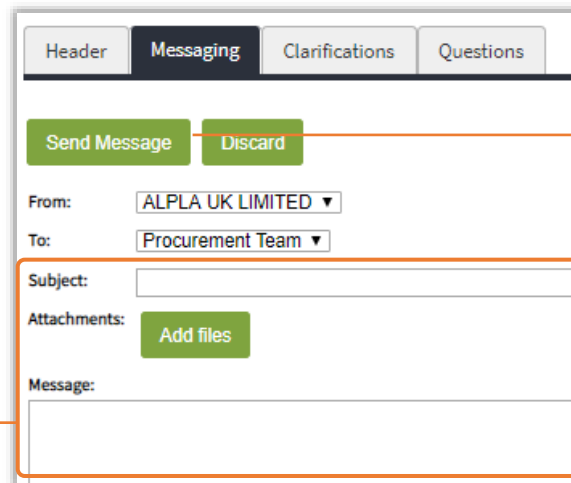 Header Messaging Clarifications Questions
Send Message Discard
From: ALPLA UK LIMITED
To: Procurement Team
Subject:
Attachments: Add files
Message: